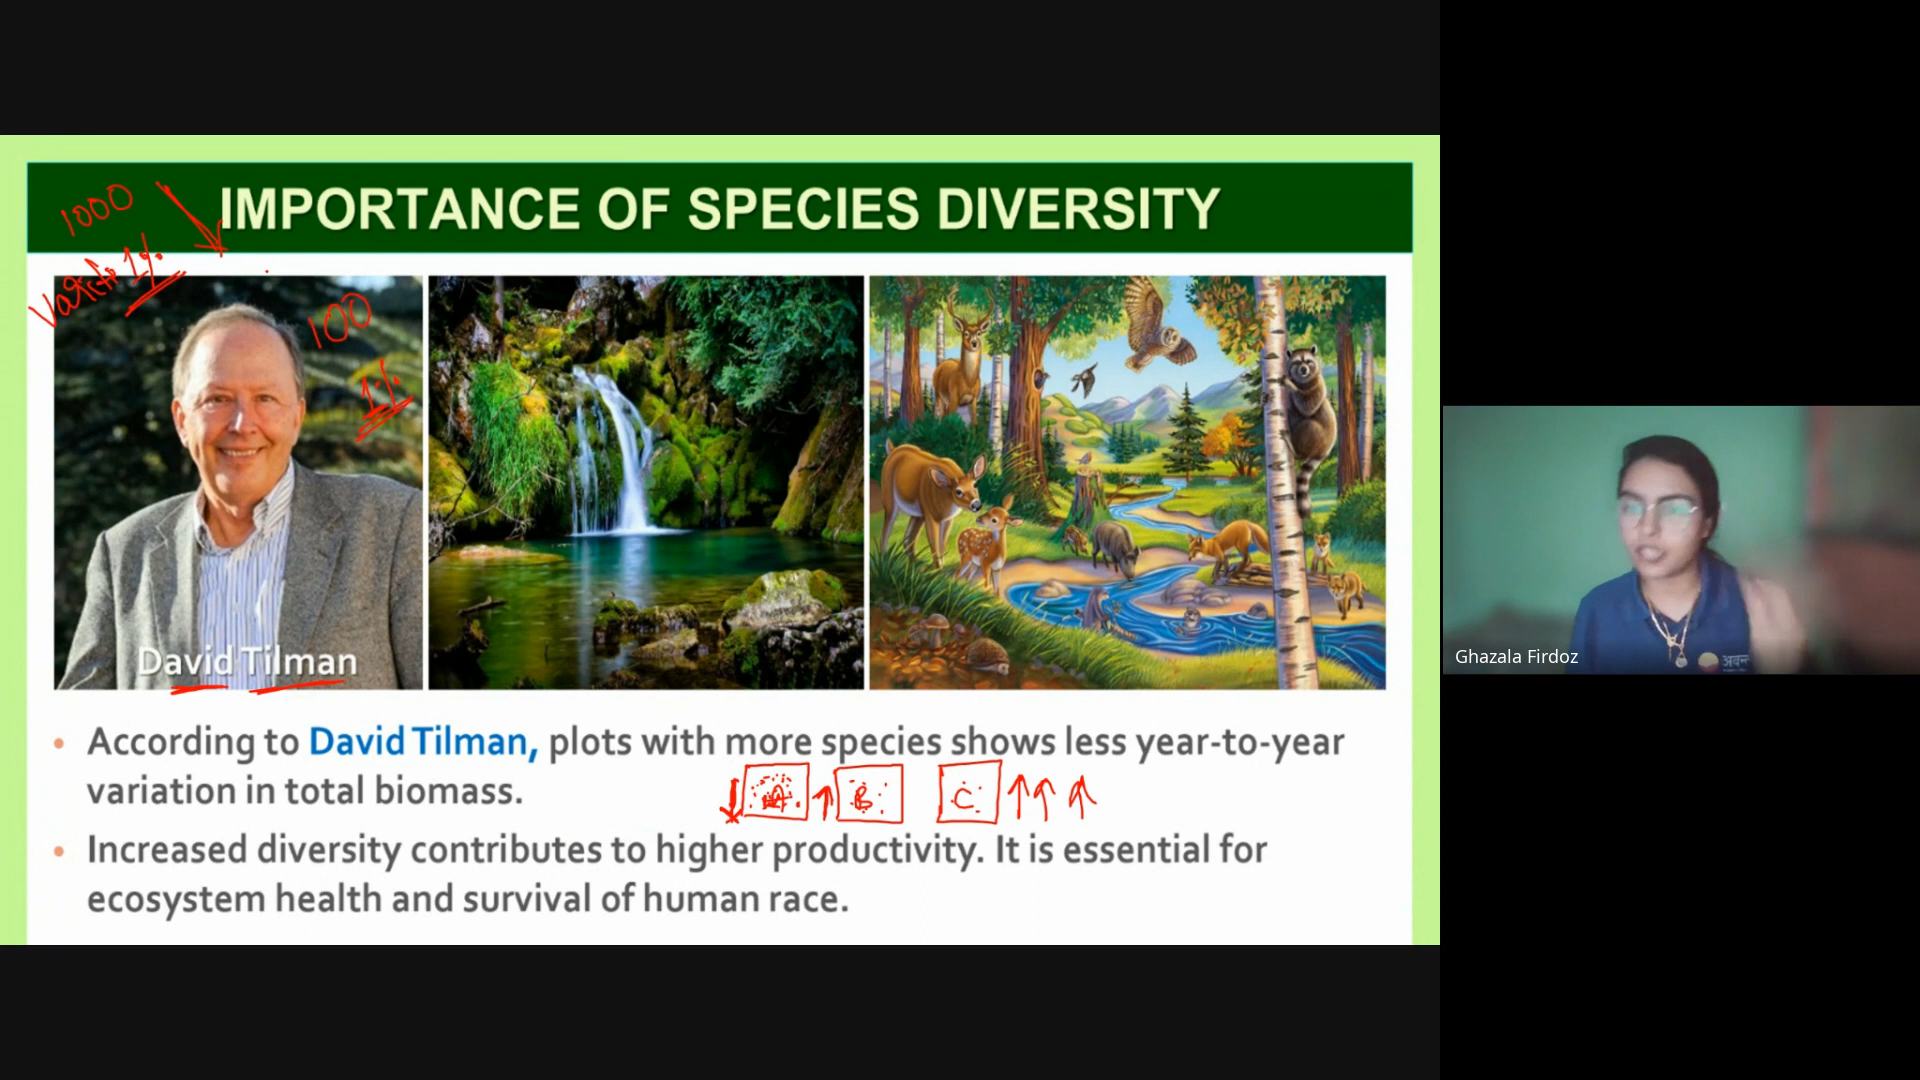 IMPORTANCE OF SPECIES DIVERSITY
1000
1%
100
1%
David Tilman
Ghazala Firdoz
• According to David Tilman, plots with more species shows less year-to-year
variation in total biomass.
A B C
• Increased diversity contributes to higher productivity. It is essential for
ecosystem health and survival of human race.